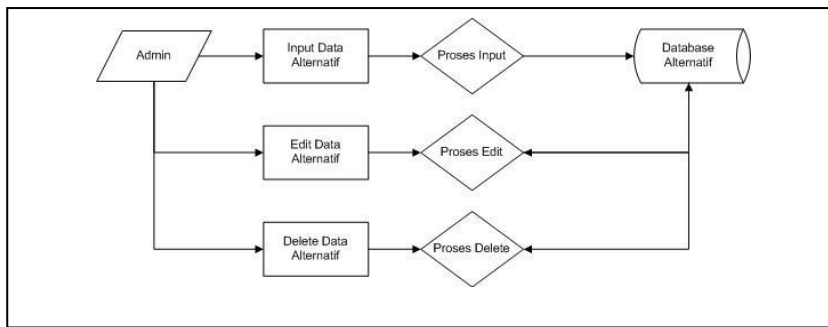 Admin
Input Data
Alternatif
Proses Input
Database
Alternatif
Edit Data
Alternatif
Proses Edit
Delete Data
Alternatif
Proses Delete